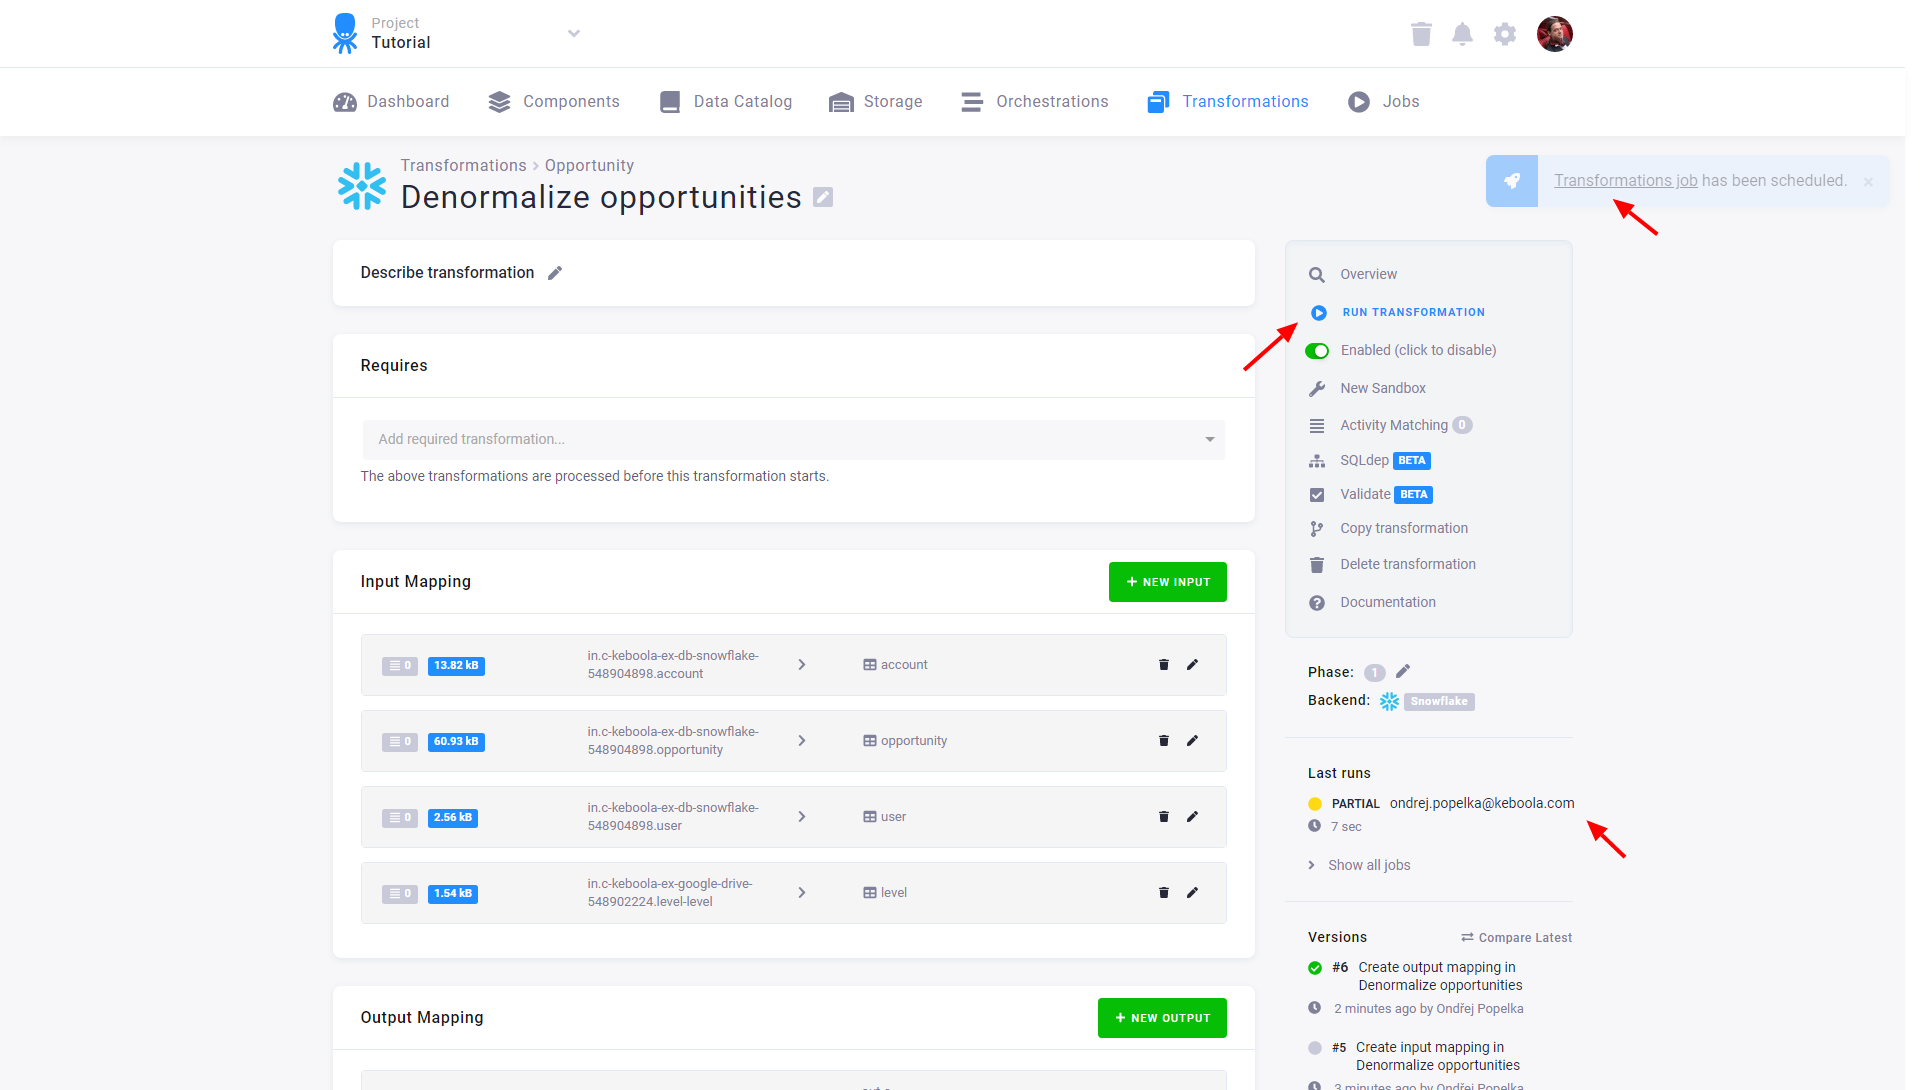 Project
Tutorial
Dashboard
Components
Data Catalog
Storage
Orchestrations
Transformations
Jobs
Transformations › Opportunity
Denormalize opportunities
Transformations job has been scheduled. ×
Describe transformation
Requires
Add required transformation...
The above transformations are processed before this transformation starts.
Input Mapping
+ NEW INPUT
0 13.82 kB
in.c-keboola-ex-db-snowflake-
548904898.account
account
0 60.93 kB
in.c-keboola-ex-db-snowflake-
548904898.opportunity
opportunity
0 2.56 kB
in.c-keboola-ex-db-snowflake-
548904898.user
user
0 1.54 kB
in.c-keboola-ex-google-drive-
548902224.level-level
level
Output Mapping
+ NEW OUTPUT
Overview
RUN TRANSFORMATION
Enabled (click to disable)
New Sandbox
Activity Matching 0
SQLdep BETA
Validate BETA
Copy transformation
Delete transformation
Documentation
Phase: 1
Backend: Snowflake
Last runs
PARTIAL ondrej.popelka@keboola.com
7 sec
Show all jobs
Versions
Compare Latest
#6 Create output mapping in
Denormalize opportunities
2 minutes ago by Ondřej Popelka
#5 Create input mapping in
Denormalize opportunities
3 minutes ago by Ondřej Popelka